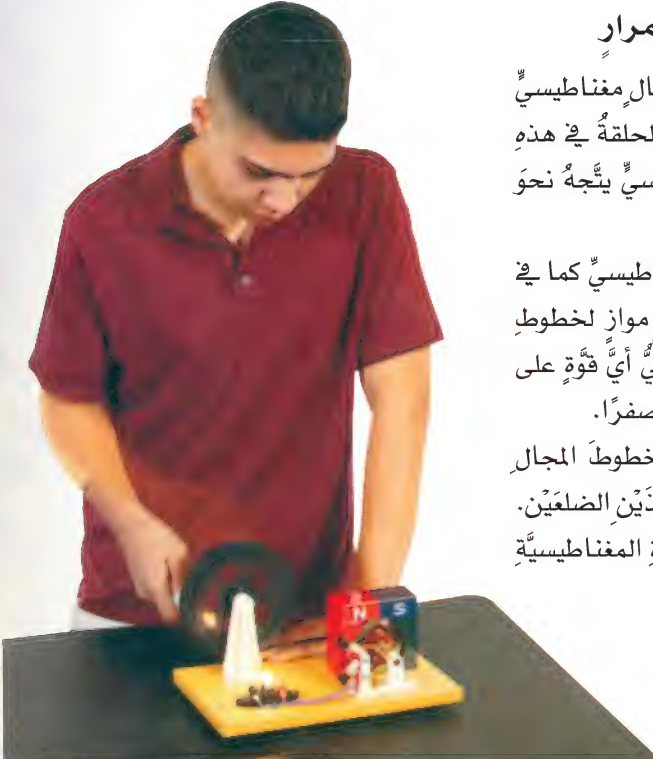 مرارٍ
ال مغناطيسيٍّ
لحلقةُ في هذهِ
سيٍّ يتَّجهُ نحوَ
طيسيِّ كما في
موازٍ لخطوطِ
يُّ أيَّ قوَّةٍ على
صفرًا.
خطوطَ المجالِ
ذَيْنِ الضلعَيْن.
ةِ المغناطيسيَّةِ
N S